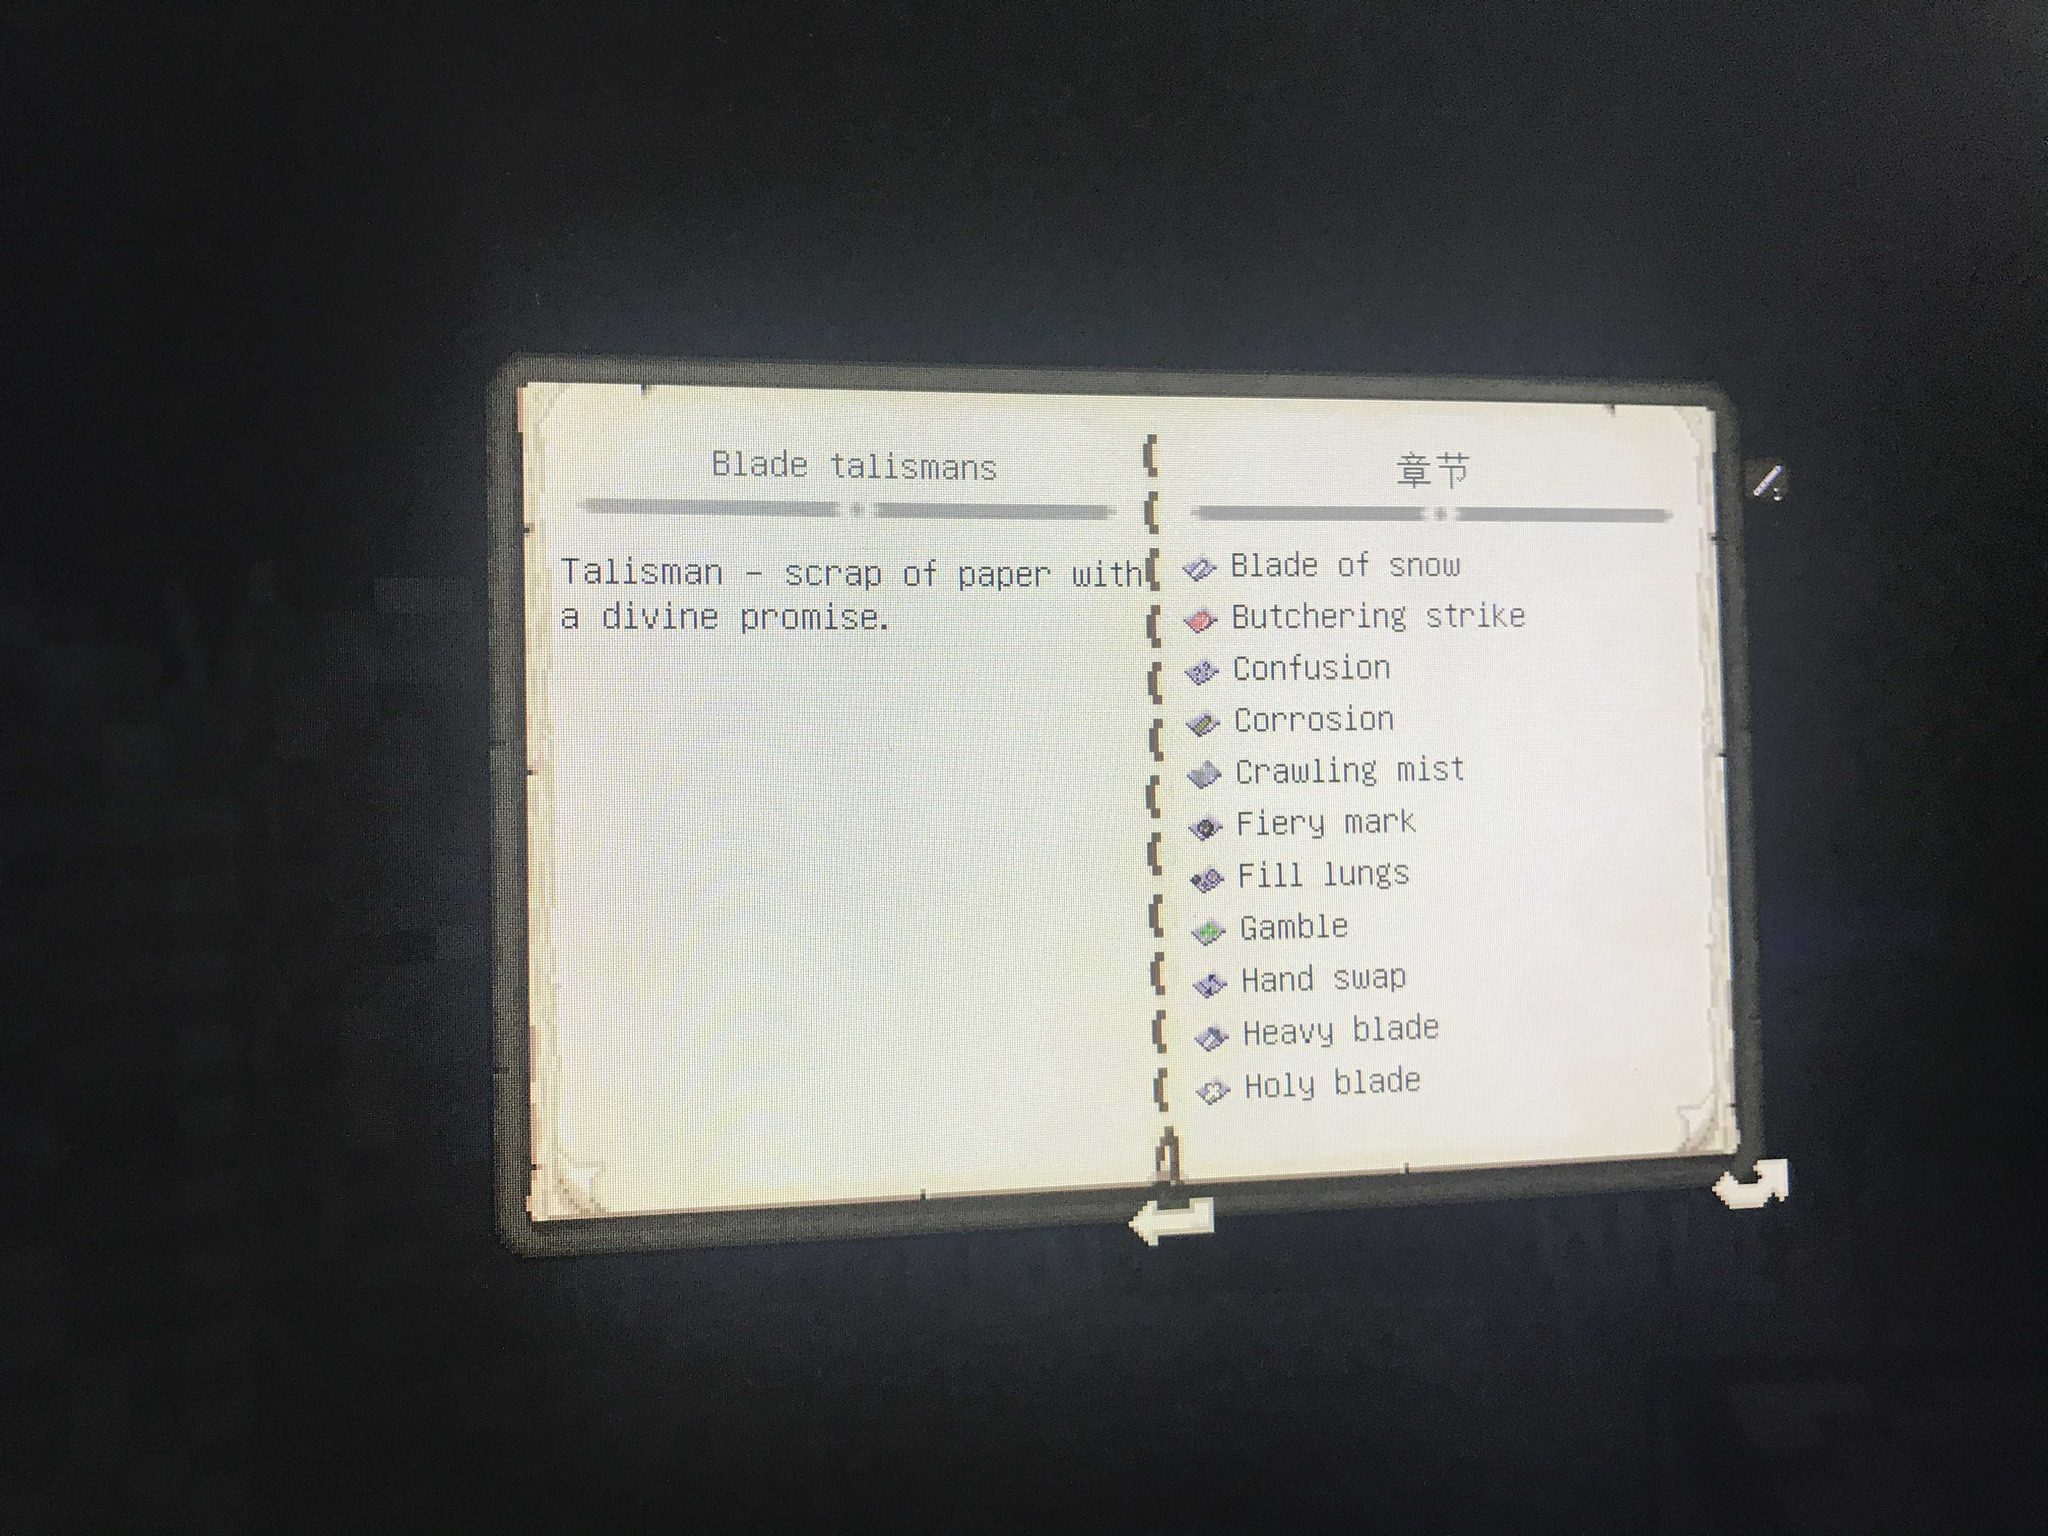 Blade talismans
Talisman - scrap of paper with
a divine promise.
章节
Blade of snow
Butchering strike
Confusion
Corrosion
Crawling mist
Fiery mark
Fill lungs
Gamble
Hand swap
Heavy blade
Holy blade